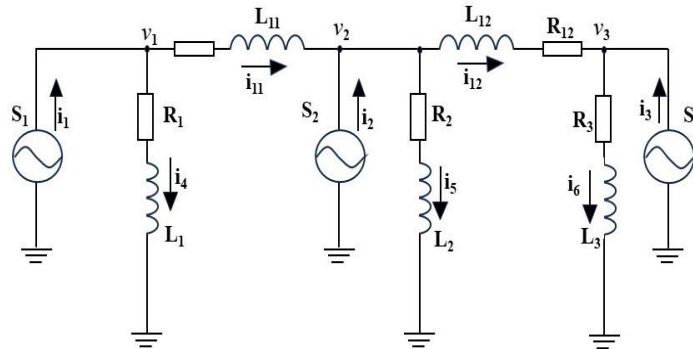 L₁₁
L₁₂
v₁
v₂
R₁₂
v₃
i₁₁
i₁₂
S₁
i₁
R₁
S₂
i₂
R₂
R₃
i₃
S
i₄
i₅
i₆
L₁
L₂
L₃